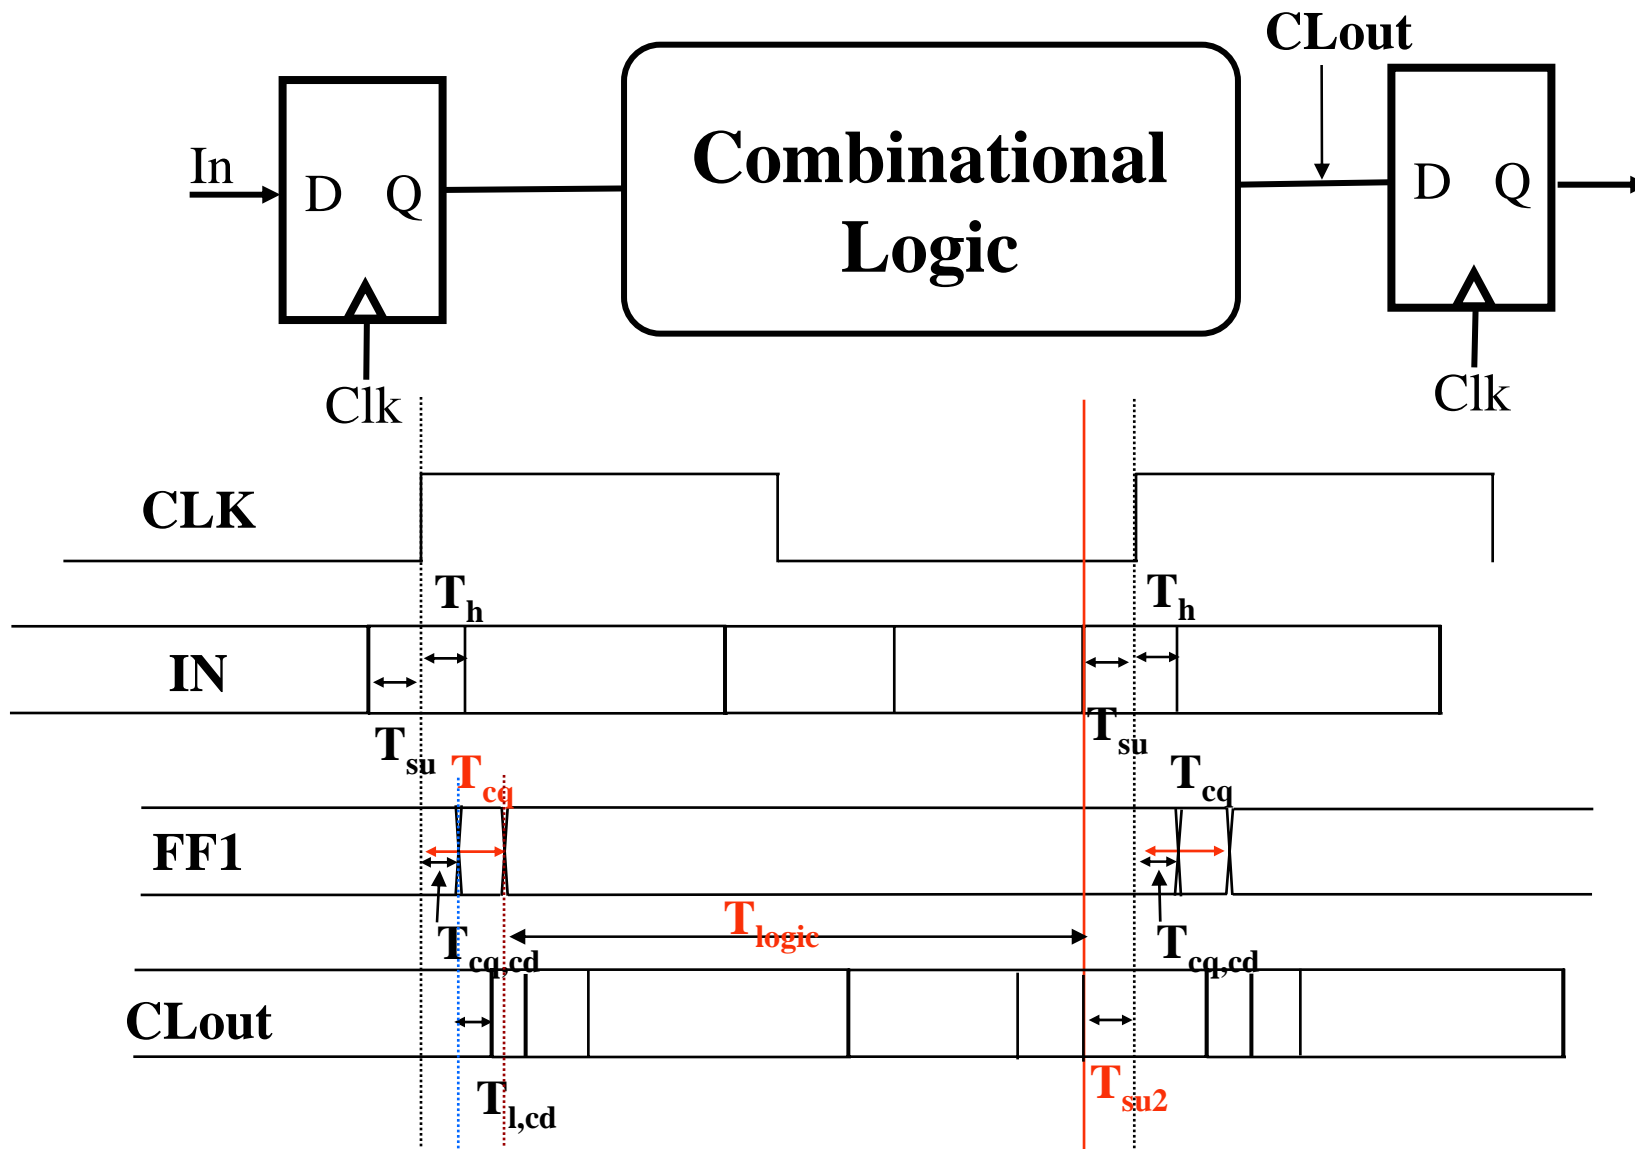 CLout
In
D Q
Combinational
Logic
D Q
Clk
Clk
CLK
Th
Th
IN
Tsu
Tsu
Tcq
Tcq
FF1
Tlogic
Tcq,cd
Tcq,cd
CLout
Tl,cd
Tsu2